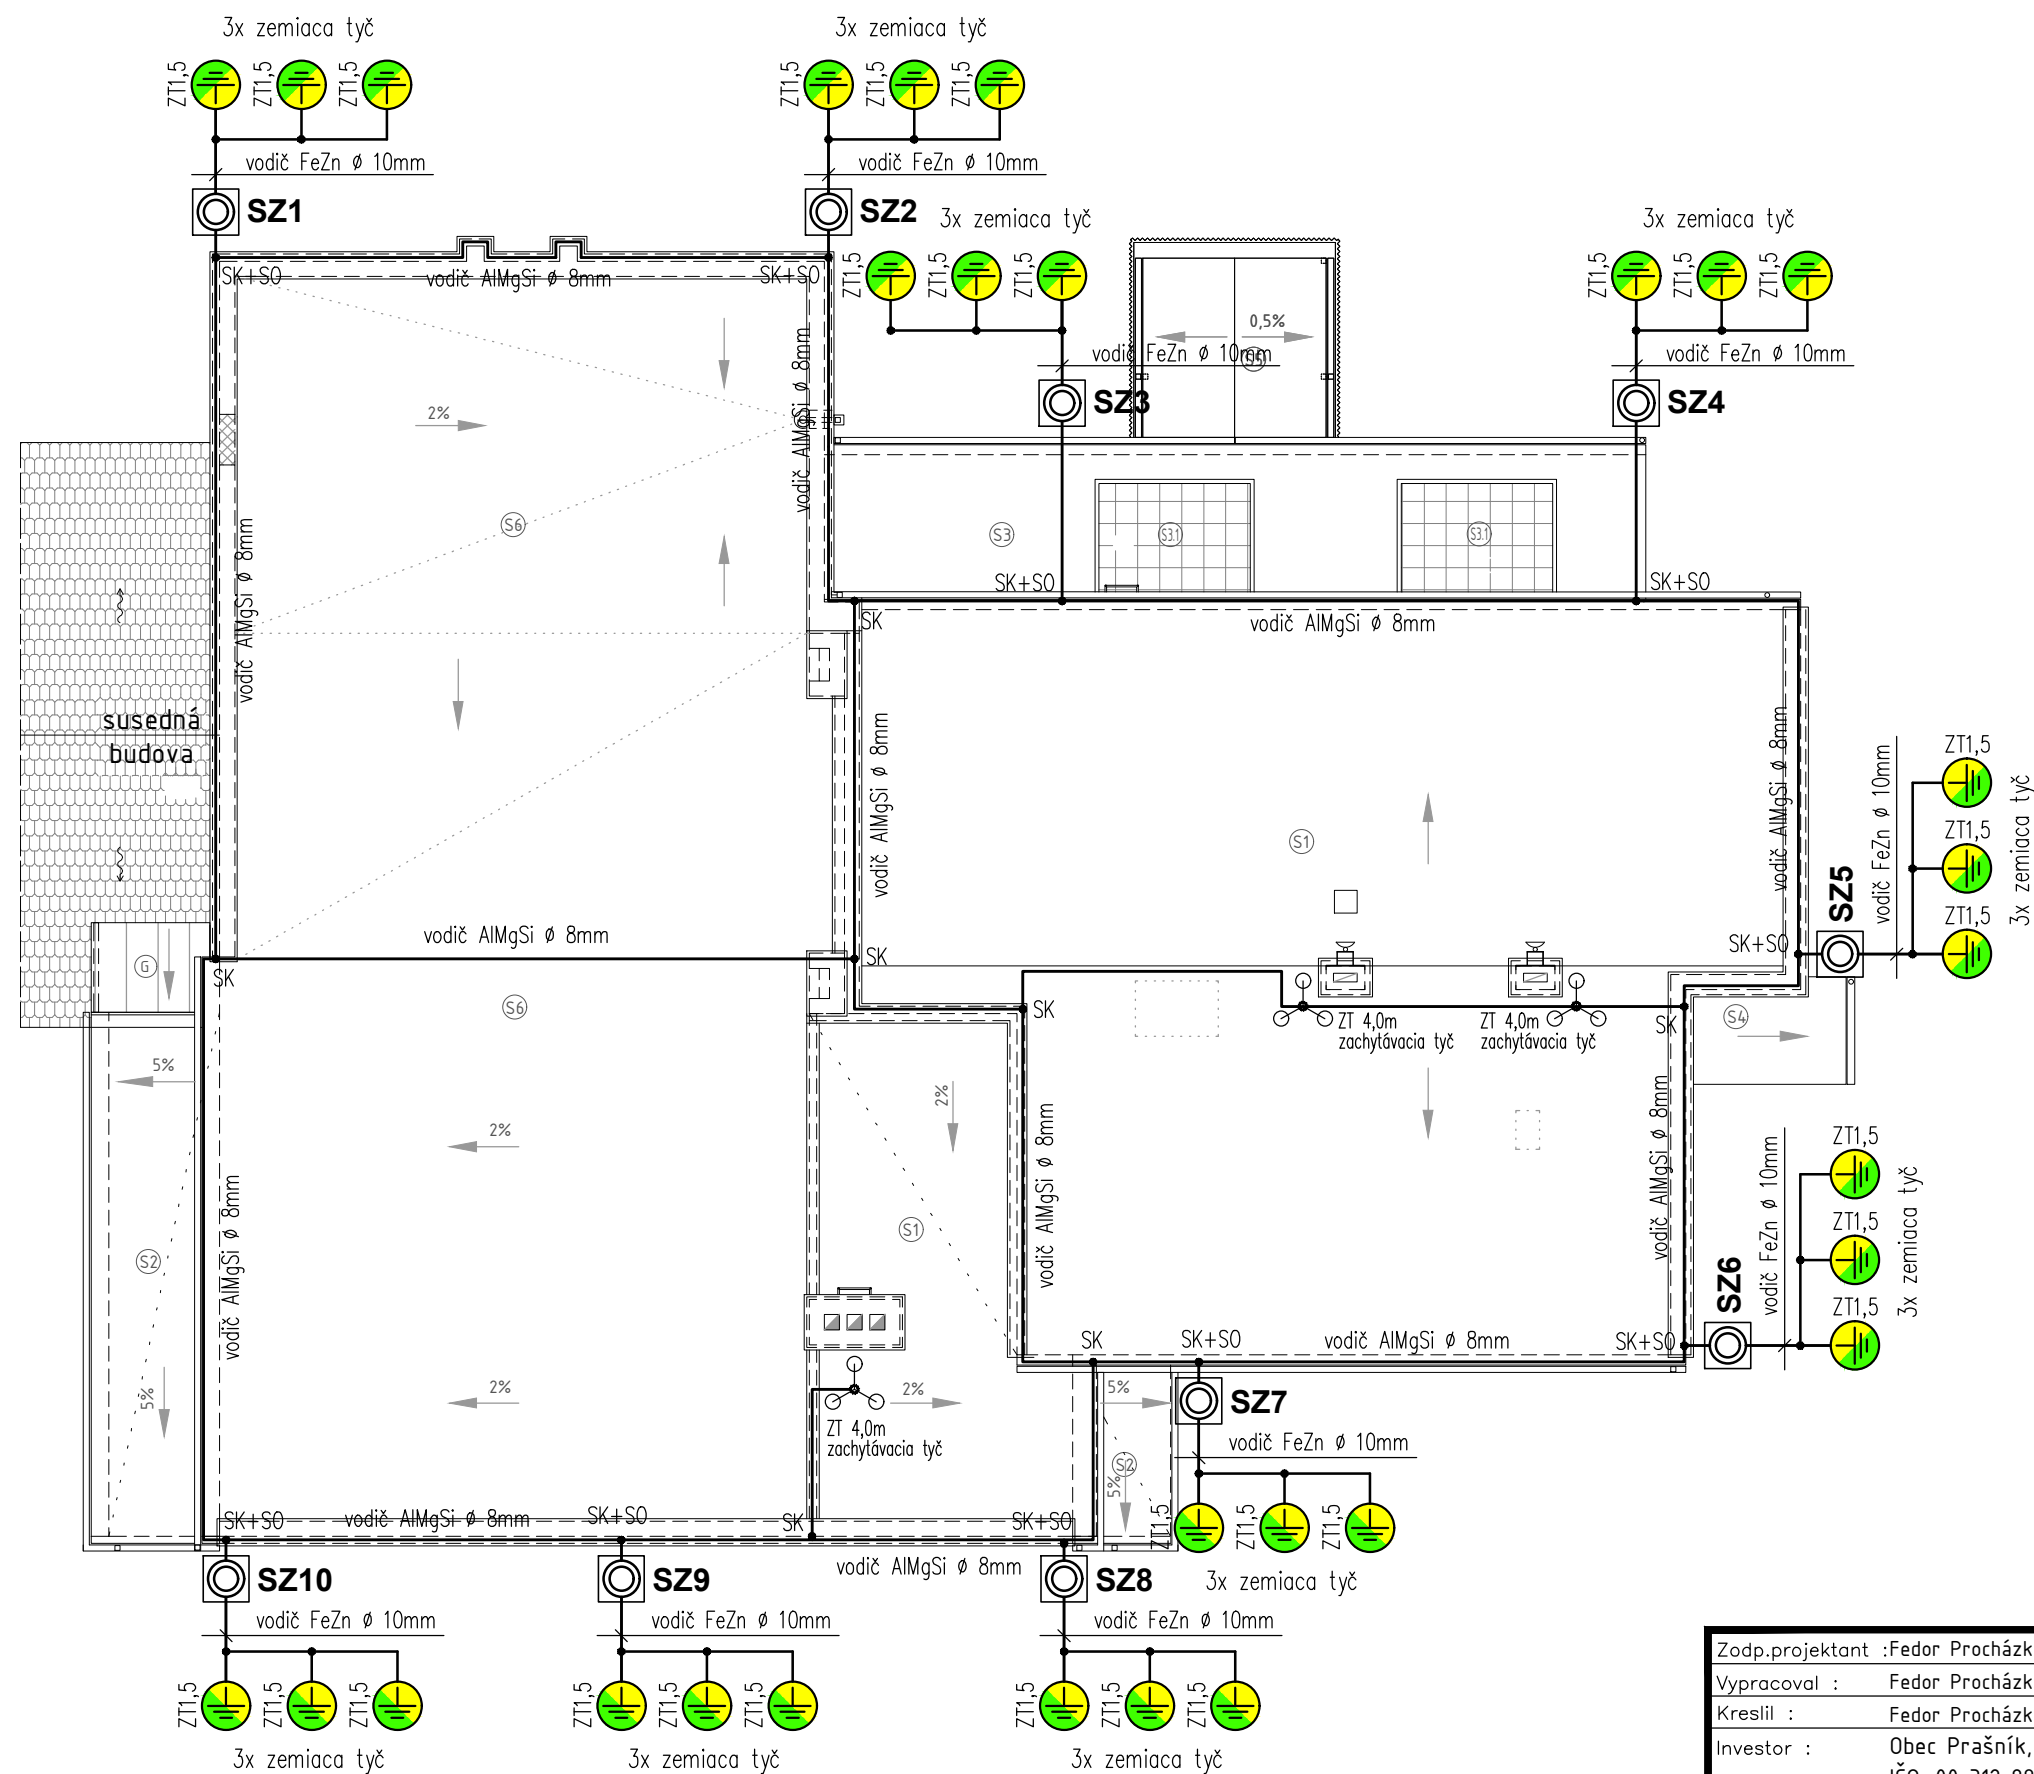 3x zemiaca tyč
3x zemiaca tyč
ZT1,5
ZT1,5
ZT1,5
ZT1,5
ZT1,5
ZT1,5
vodič FeZn ø 10mm
vodič FeZn ø 10mm
SZ1
SZ2
3x zemiaca tyč
3x zemiaca tyč
SK+SO
vodič AlMgSi ø 8mm
SK+SO
ZT1,5
ZT1,5
ZT1,5
ZT1,5
ZT1,5
ZT1,5
0,5%
vodič FeZn ø 10mm
S5
vodič FeZn ø 10mm
SZ3
SZ4
2%
vodič AlMgSi ø 8mm
S6
S3
S3.1
S3.1
SK+SO
SK+SO
vodič AlMgSi ø 8mm
SK
vodič AlMgSi ø 8mm
susedná
budova
vodič AlMgSi ø 8mm
vodič AlMgSi ø 8mm
S1
SZ5
vodič FeZn ø 10mm
ZT1,5
ZT1,5
ZT1,5
3x zemiaca tyč
vodič AlMgSi ø 8mm
SK
SK+SO
G
SK
S6
SK
ZT 4,0m
zachytávacia tyč
ZT 4,0m
zachytávacia tyč
SK
S4
5%
2%
2%
vodič AlMgSi ø 8mm
vodič AlMgSi ø 8mm
vodič AlMgSi ø 8mm
S2
S1
SZ6
vodič FeZn ø 10mm
ZT1,5
ZT1,5
ZT1,5
3x zemiaca tyč
SK
SK+SO
vodič AlMgSi ø 8mm
SK+SO
5%
2%
2%
5%
SZ7
ZT 4,0m
zachytávacia tyč
vodič FeZn ø 10mm
S2
5%
SK+SO
vodič AlMgSi ø 8mm
SK+SO
SK
SK+SO
ZT1,5
ZT1,5
ZT1,5
vodič AlMgSi ø 8mm
SZ10
SZ9
SZ8
3x zemiaca tyč
vodič FeZn ø 10mm
vodič FeZn ø 10mm
vodič FeZn ø 10mm
ZT1,5
ZT1,5
ZT1,5
ZT1,5
ZT1,5
ZT1,5
ZT1,5
ZT1,5
ZT1,5
3x zemiaca tyč
3x zemiaca tyč
3x zemiaca tyč
Zodp.projektant :Fedor Procházk
Vypracoval : Fedor Procházk
Kreslil : Fedor Procházk
Investor : Obec Prašník,